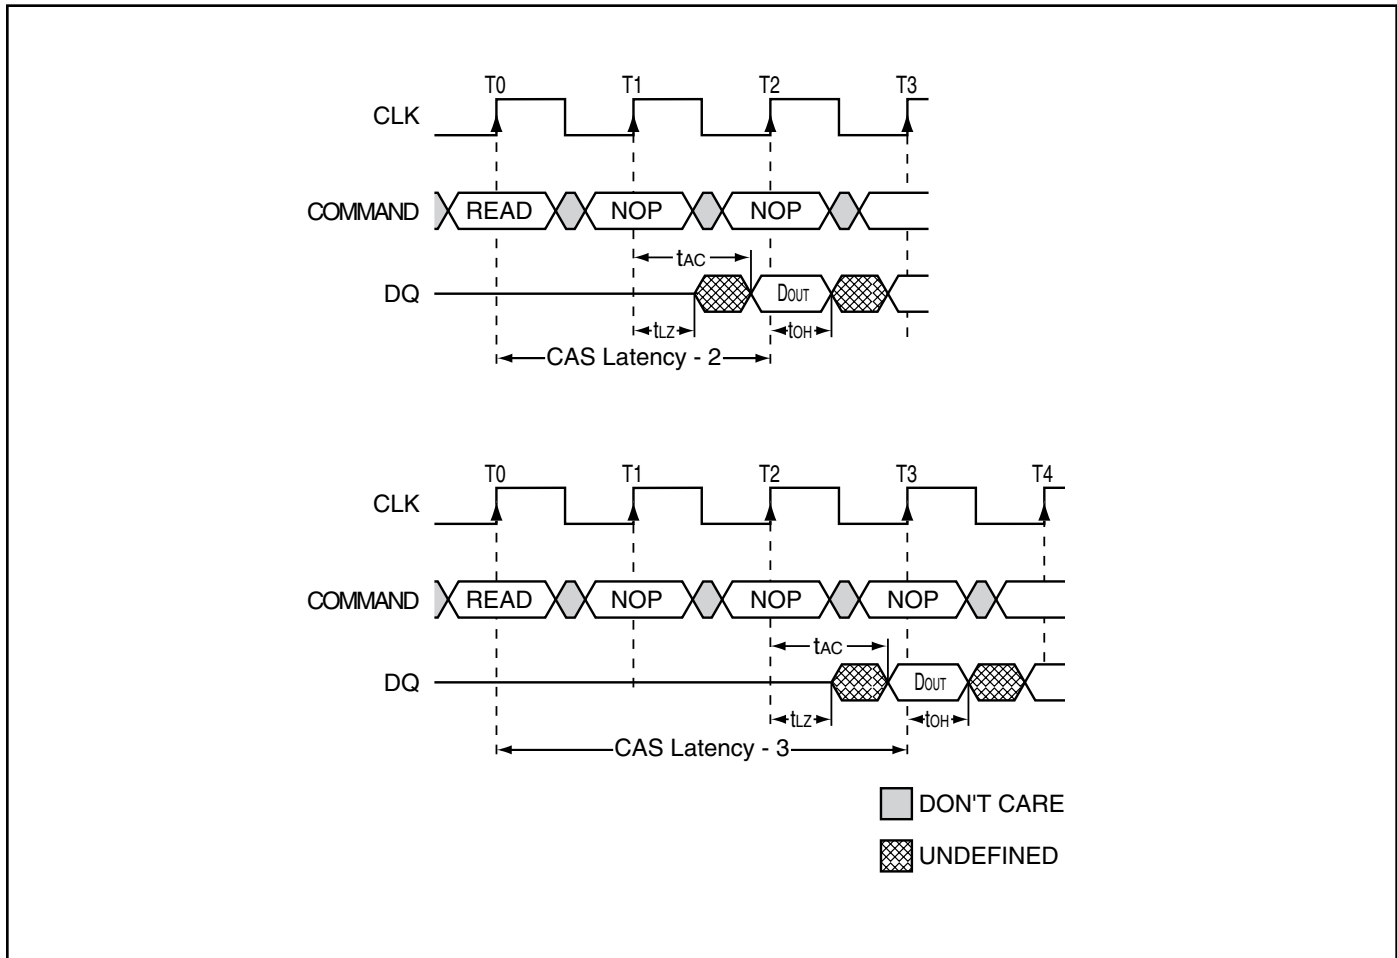 T0 T1 T2 T3
CLK
COMMAND READ NOP NOP
tAC
DQ DOUT
tLZ tOH
CAS Latency - 2
T0 T1 T2 T3 T4
CLK
COMMAND READ NOP NOP NOP
tAC
DQ DOUT
tLZ tOH
CAS Latency - 3
DON'T CARE
UNDEFINED